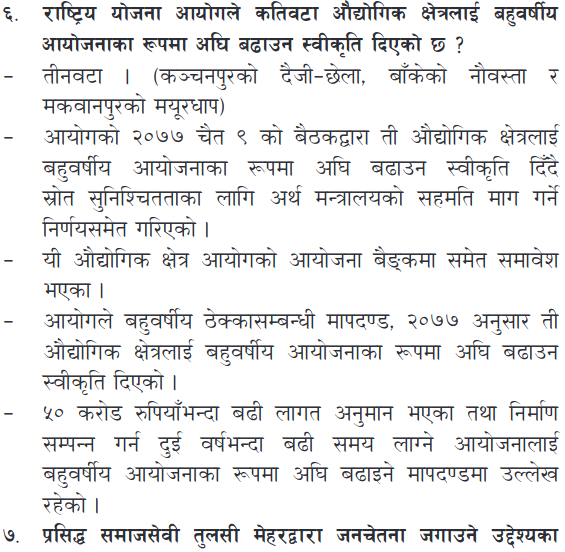 ६. राष्ट्रिय योजना आयोगले कतिवटा औद्योगिक क्षेत्रलाई बहुवर्षीय
आयोजनाका रूपमा अघि बढाउन स्वीकृति दिएको छ ?
– तीनवटा । (कञ्चनपुरको दैजी-छेला, बाँकेको नौवस्ता र
मकवानपुरको मयूरधाप)
– आयोगको २०७७ चैत ९ को बैठकद्वारा ती औद्योगिक क्षेत्रलाई
बहुवर्षीय आयोजनाका रूपमा अघि बढाउन स्वीकृति दिँदै
स्रोत सुनिश्चितताका लागि अर्थ मन्त्रालयको सहमति माग गर्ने
निर्णयसमेत गरिएको ।
– यी औद्योगिक क्षेत्र आयोगको आयोजना बैङ्कमा समेत समावेश
भएका ।
– आयोगले बहुवर्षीय ठेक्कासम्बन्धी मापदण्ड, २०७७ अनुसार ती
औद्योगिक क्षेत्रलाई बहुवर्षीय आयोजनाका रूपमा अघि बढाउन
स्वीकृति दिएको ।
– ५० करोड रुपियाँभन्दा बढी लागत अनुमान भएका तथा निर्माण
सम्पन्न गर्न दुई वर्षभन्दा बढी समय लाग्ने आयोजनालाई
बहुवर्षीय आयोजनाका रूपमा अघि बढाइने मापदण्डमा उल्लेख
रहेको ।
७. प्रसिद्ध समाजसेवी तुलसी मेहरद्वारा जनचेतना जगाउने उद्देश्यका